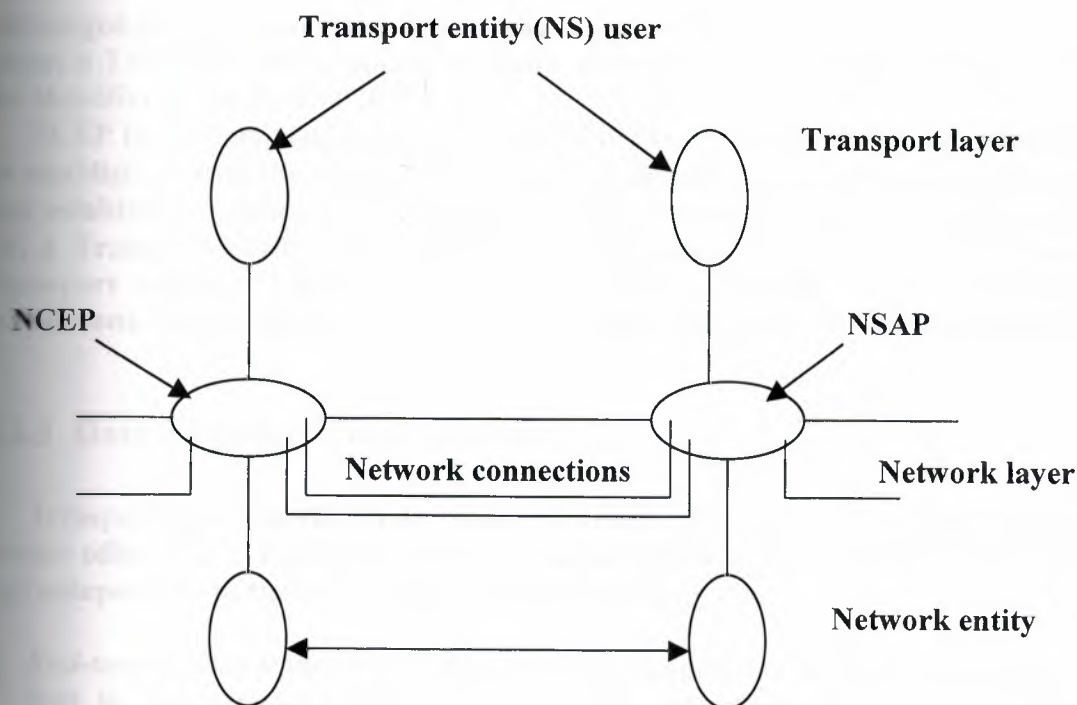 Transport entity (NS) user
Transport layer
NCEP
NSAP
Network connections
Network layer
Network entity